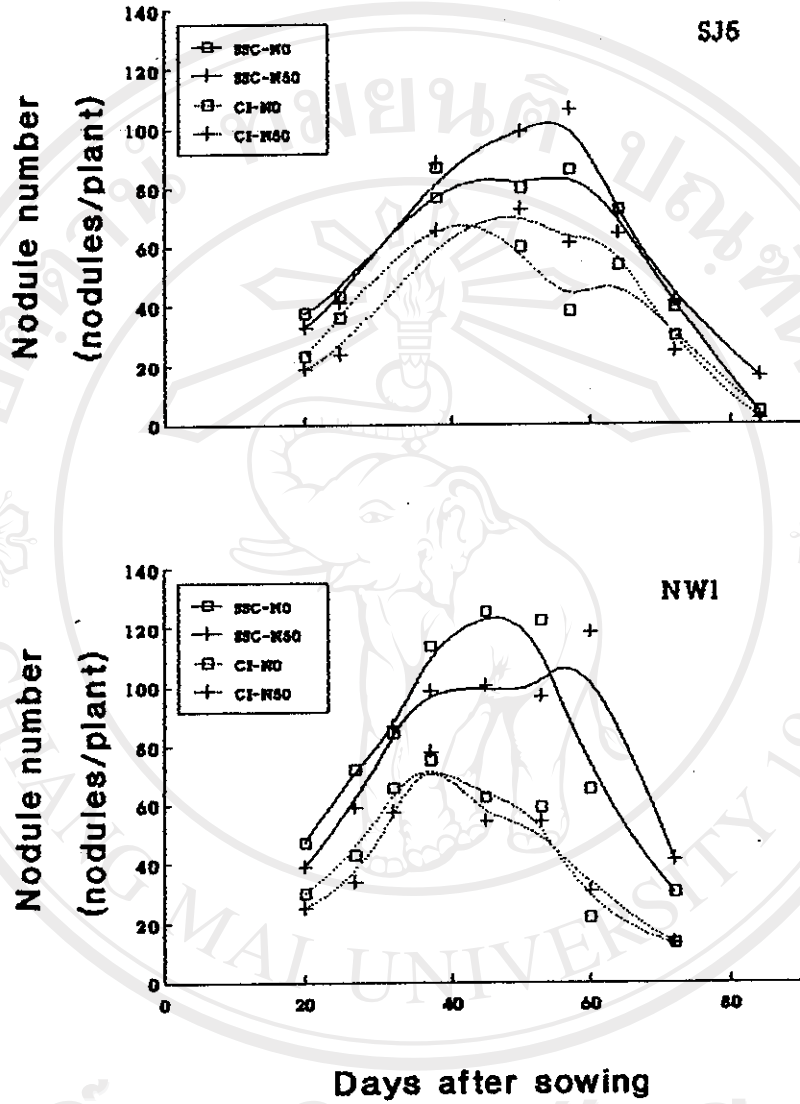 140
120
100
80
60
40
20
0
Nodule number
(nodules/plant)
SSC-N0
SSC-N50
CI-N0
CI-N50
SJ5
140
120
100
80
60
40
20
0
Nodule number
(nodules/plant)
SSC-N0
SSC-N50
CI-N0
CI-N50
NW1
0 20 40 60 80
Days after sowing
MAI UNIVERSITY